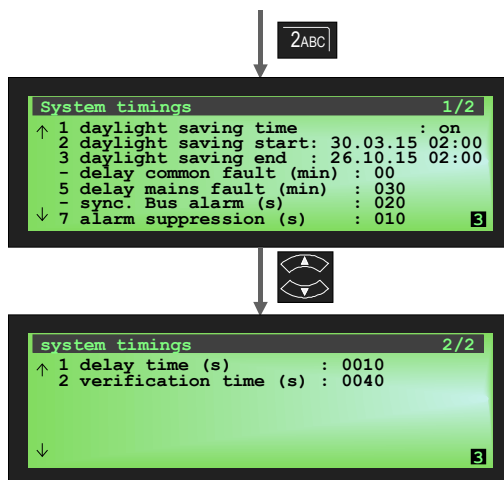 2ABC
System timings 1/2
↑ 1 daylight saving time : on
2 daylight saving start: 30.03.15 02:00
3 daylight saving end : 26.10.15 02:00
- delay common fault (min) : 00
5 delay mains fault (min) : 030
- sync. Bus alarm (s) : 020
↓ 7 alarm suppression (s) : 010 3
system timings 2/2
↑ 1 delay time (s) : 0010
2 verification time (s) : 0040
↓ 3